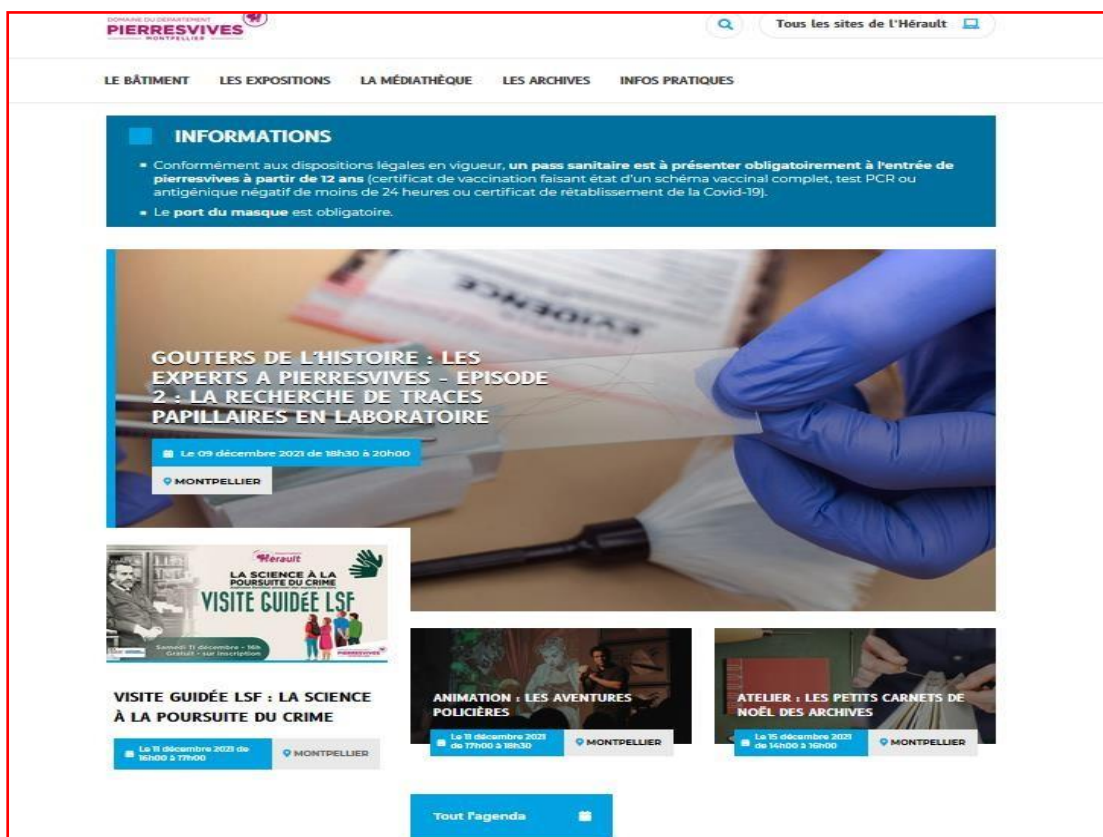 DOMAINE DU DÉPARTEMENT
PIERRESVIVES
MONTPELLIER
Tous les sites de l'Hérault
LE BÂTIMENT LES EXPOSITIONS LA MÉDIATHÈQUE LES ARCHIVES INFOS PRATIQUES
INFORMATIONS
Conformément aux dispositions légales en vigueur, un pass sanitaire est à présenter obligatoirement à l'entrée de
pierresvives à partir de 12 ans (certificat de vaccination faisant état d'un schéma vaccinal complet, test PCR ou
antigénique négatif de moins de 24 heures ou certificat de rétablissement de la Covid-19).
Le port du masque est obligatoire.
EVIDENCE
GOUTERS DE L'HISTOIRE : LES
EXPERTS A PIERRESVIVES - EPISODE
2 : LA RECHERCHE DE TRACES
PAPILLAIRES EN LABORATOIRE
Le 09 décembre 2021 de 18h30 à 20h00
MONTPELLIER
Hérault
LA SCIENCE À LA
POURSUITE DU CRIME
VISITE GUIDÉE LSF
Samedi 11 décembre - 16h
Gratuit - sur inscription
PIERRESVIVES
VISITE GUIDÉE LSF : LA SCIENCE
À LA POURSUITE DU CRIME
Le 11 décembre 2021 de
16h00 à 17h00
MONTPELLIER
ANIMATION : LES AVENTURES
POLICIÈRES
Le 11 décembre 2021
de 17h00 à 18h30
MONTPELLIER
ATELIER : LES PETITS CARNETS DE
NOËL DES ARCHIVES
Le 15 décembre 2021
de 14h00 à 16h00
MONTPELLIER
Tout l'agenda